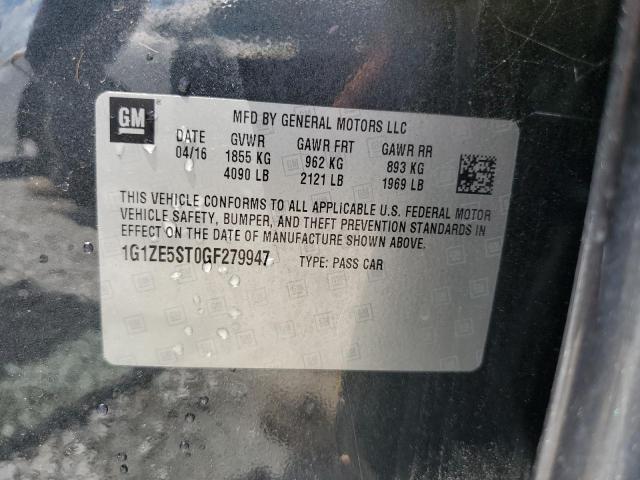 GM
MFD BY GENERAL MOTORS LLC
DATE GVWR GAWR FRT GAWR RR
04/16 1855 KG 962 KG 893 KG
4090 LB 2121 LB 1969 LB
THIS VEHICLE CONFORMS TO ALL APPLICABLE U.S. FEDERAL MOTOR
VEHICLE SAFETY, BUMPER, AND THEFT PREVENTION STANDARDS IN
EFFECT ON THE DATE OF MANUFACTURE SHOWN ABOVE.
1G1ZE5ST0GF279947 TYPE: PASS CAR